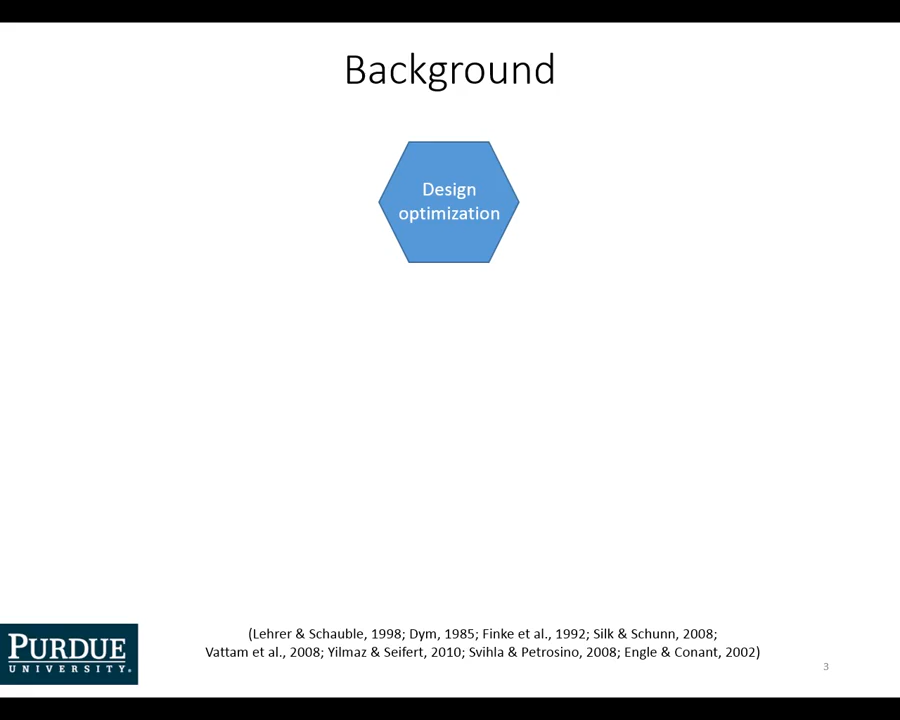 Background
Design
optimization
(Lehrer & Schauble, 1998; Dym, 1985; Finke et al., 1992; Silk & Schunn, 2008;
Vattam et al., 2008; Yilmaz & Seifert, 2010; Svihla & Petrosino, 2008; Engle & Conant, 2002)
PURDUE
UNIVERSITY.
3